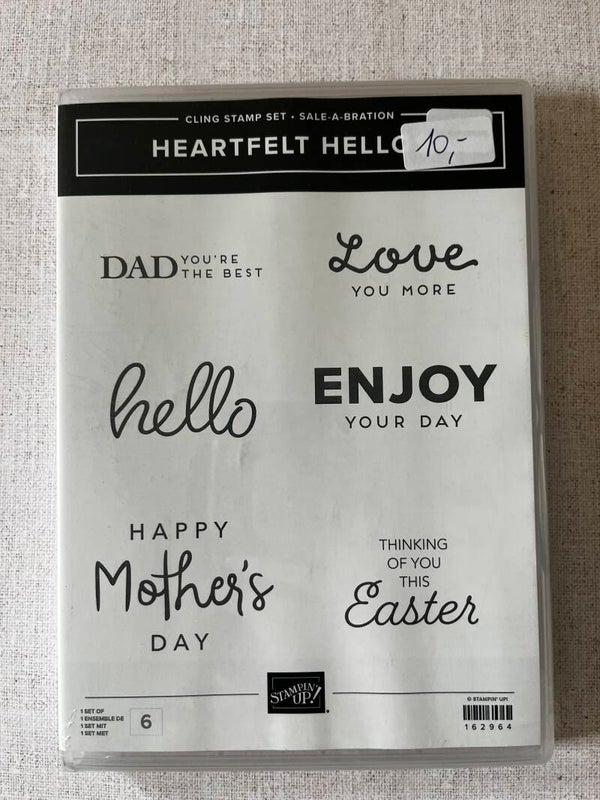 CLING STAMP SET • SALE-A-BRATION
HEARTFELT HELLO
10,-
DAD YOU'RE
THE BEST
Love
YOU MORE
hello
ENJOY
YOUR DAY
HAPPY
Mother's
DAY
THINKING
OF YOU
THIS
Easter
STAMPIN'
UP!
1 SET OF
1 ENSEMBLE DE
1 SET MIT
1 SET MET
6
© STAMPIN' UP!
162964